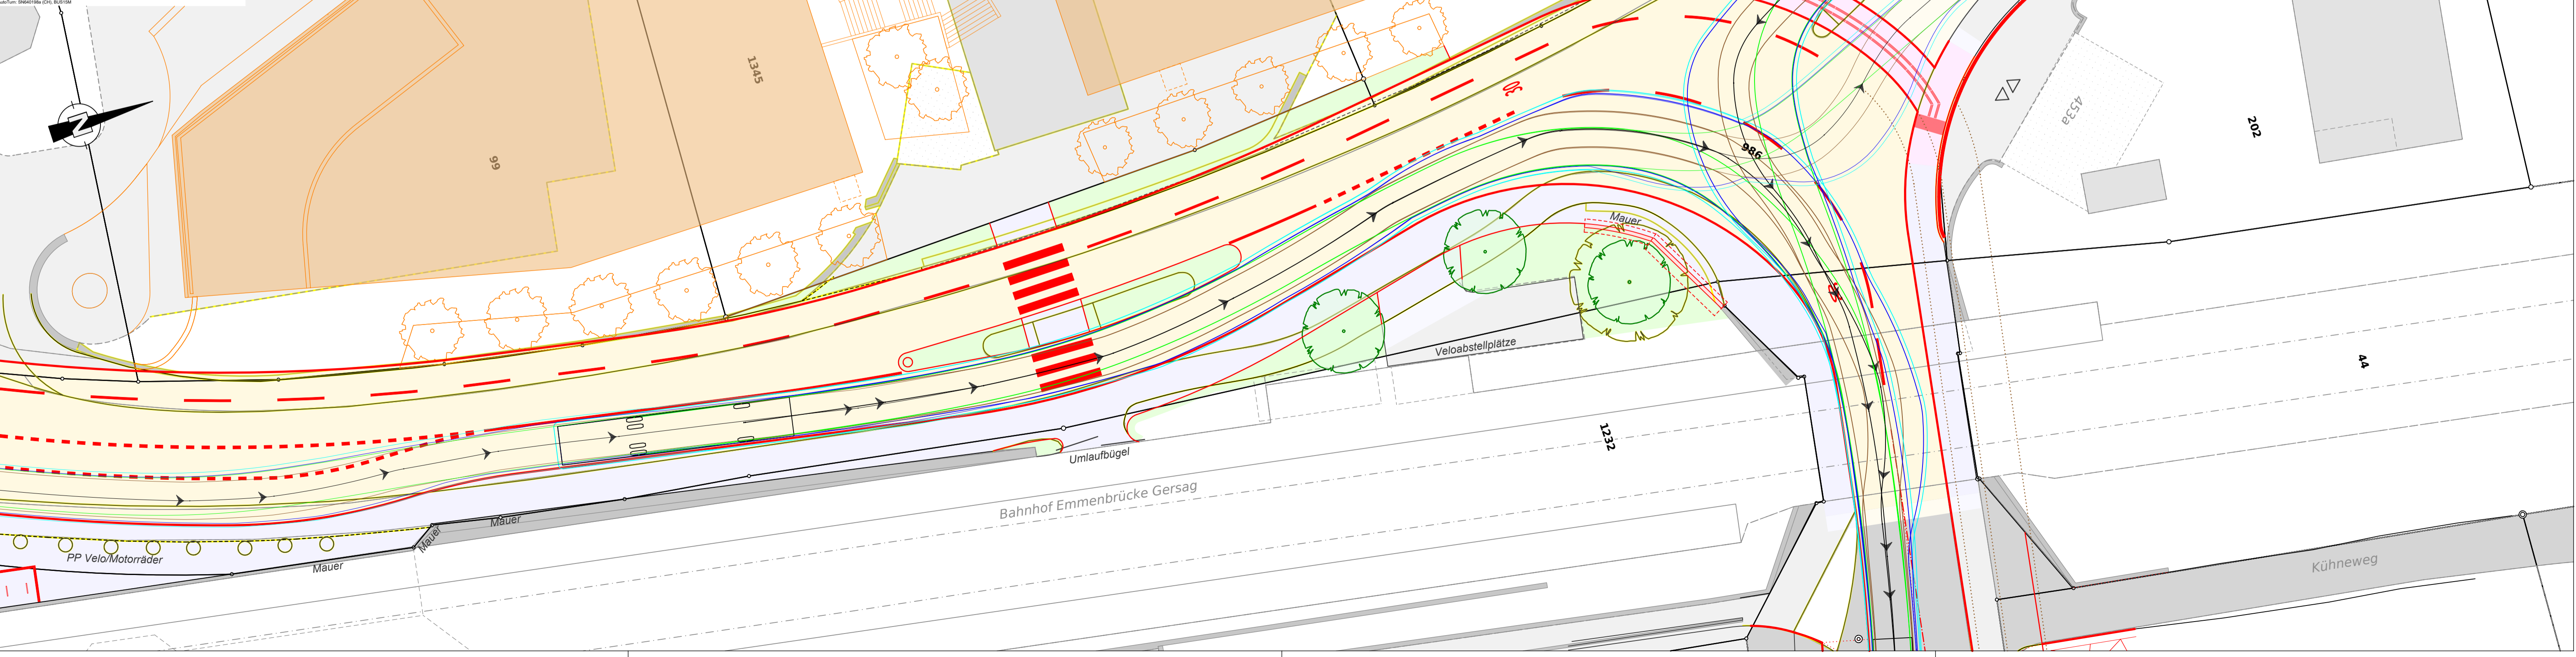 N
99
1345
30
986
453a
202
Mauer
Veloabstellplätze
Umlaufbügel
Bahnhof Emmenbrücke Gersag
1232
44
Kühneweg
Mauer
Mauer
Mauer
PP Velo/Motorräder